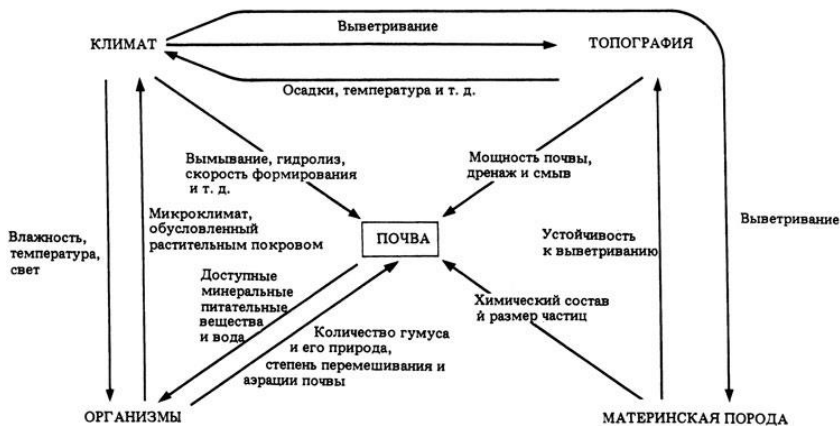 Выветривание
КЛИМАТ
ТОПОГРАФИЯ
Осадки, температура и т. д.
Вымывание, гидролиз,
скорость формирования
и т. д.
Мощность почвы,
дренаж и смыв
Микроклимат,
обусловленный
растительным покровом
Влажность,
температура,
свет
ПОЧВА
Устойчивость
к выветриванию
Выветривание
Доступные
минеральные
питательные
вещества
и вода
Химический состав
й размер частиц
Количество гумуса
и его природа,
степень перемешивания и
аэрации почвы
ОРГАНИЗМЫ
МАТЕРИНСКАЯ ПОРОДА